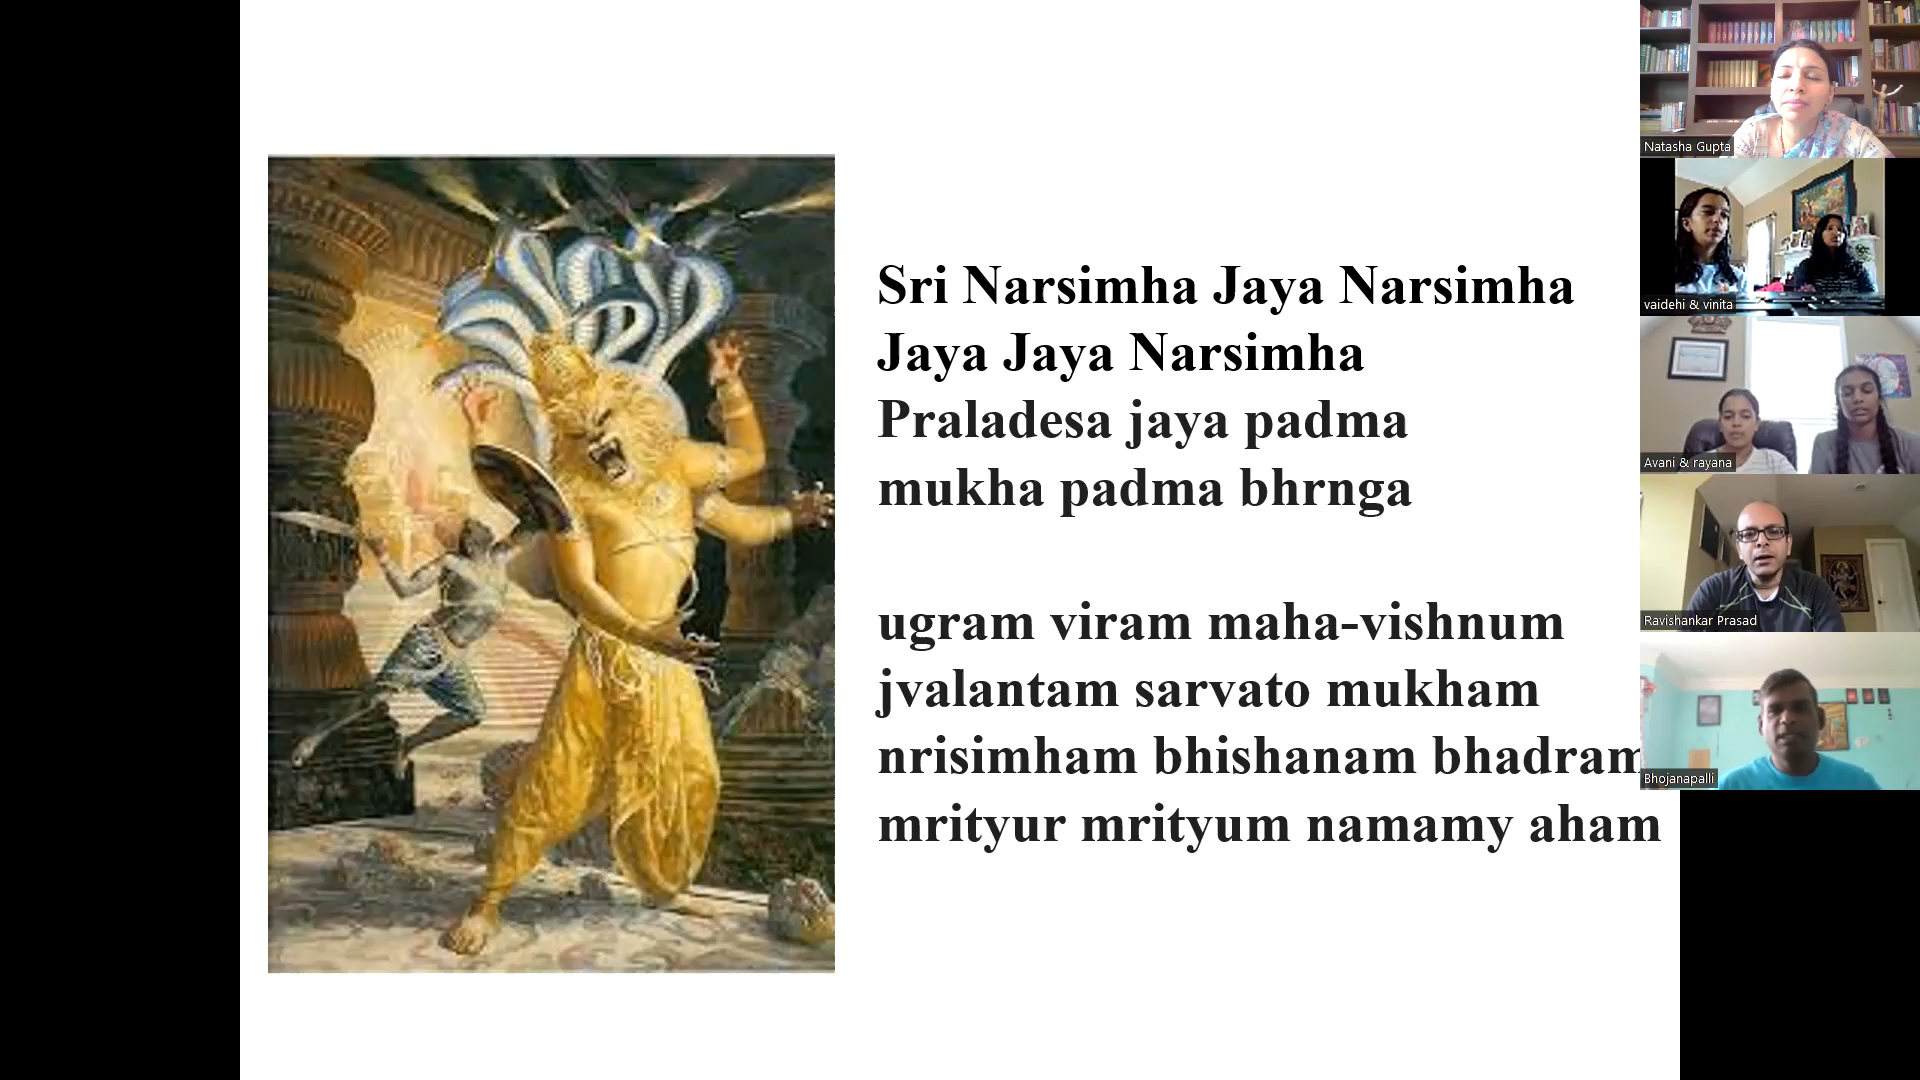 Sri Narsimha Jaya Narsimha
Jaya Jaya Narsimha
Praladesa jaya padma
mukha padma bhrnga
ugram viram maha-vishnum
jvalantam sarvato mukham
nrisimham bhishanam bhadram
mrityur mrityum namamy aham
Natasha Gupta
vaidehi & vinita
Avani & rayana
Ravishankar Prasad
Bhojanapalli